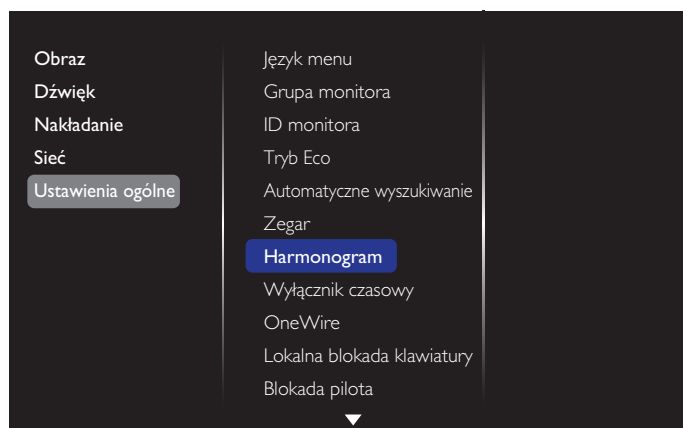 Obraz
Dźwięk
Nakładanie
Sieć
Ustawienia ogólne
Język menu
Grupa monitora
ID monitora
Tryb Eco
Automatyczne wyszukiwanie
Zegar
Harmonogram
Wyłącznik czasowy
OneWire
Lokalna blokada klawiatury
Blokada pilota